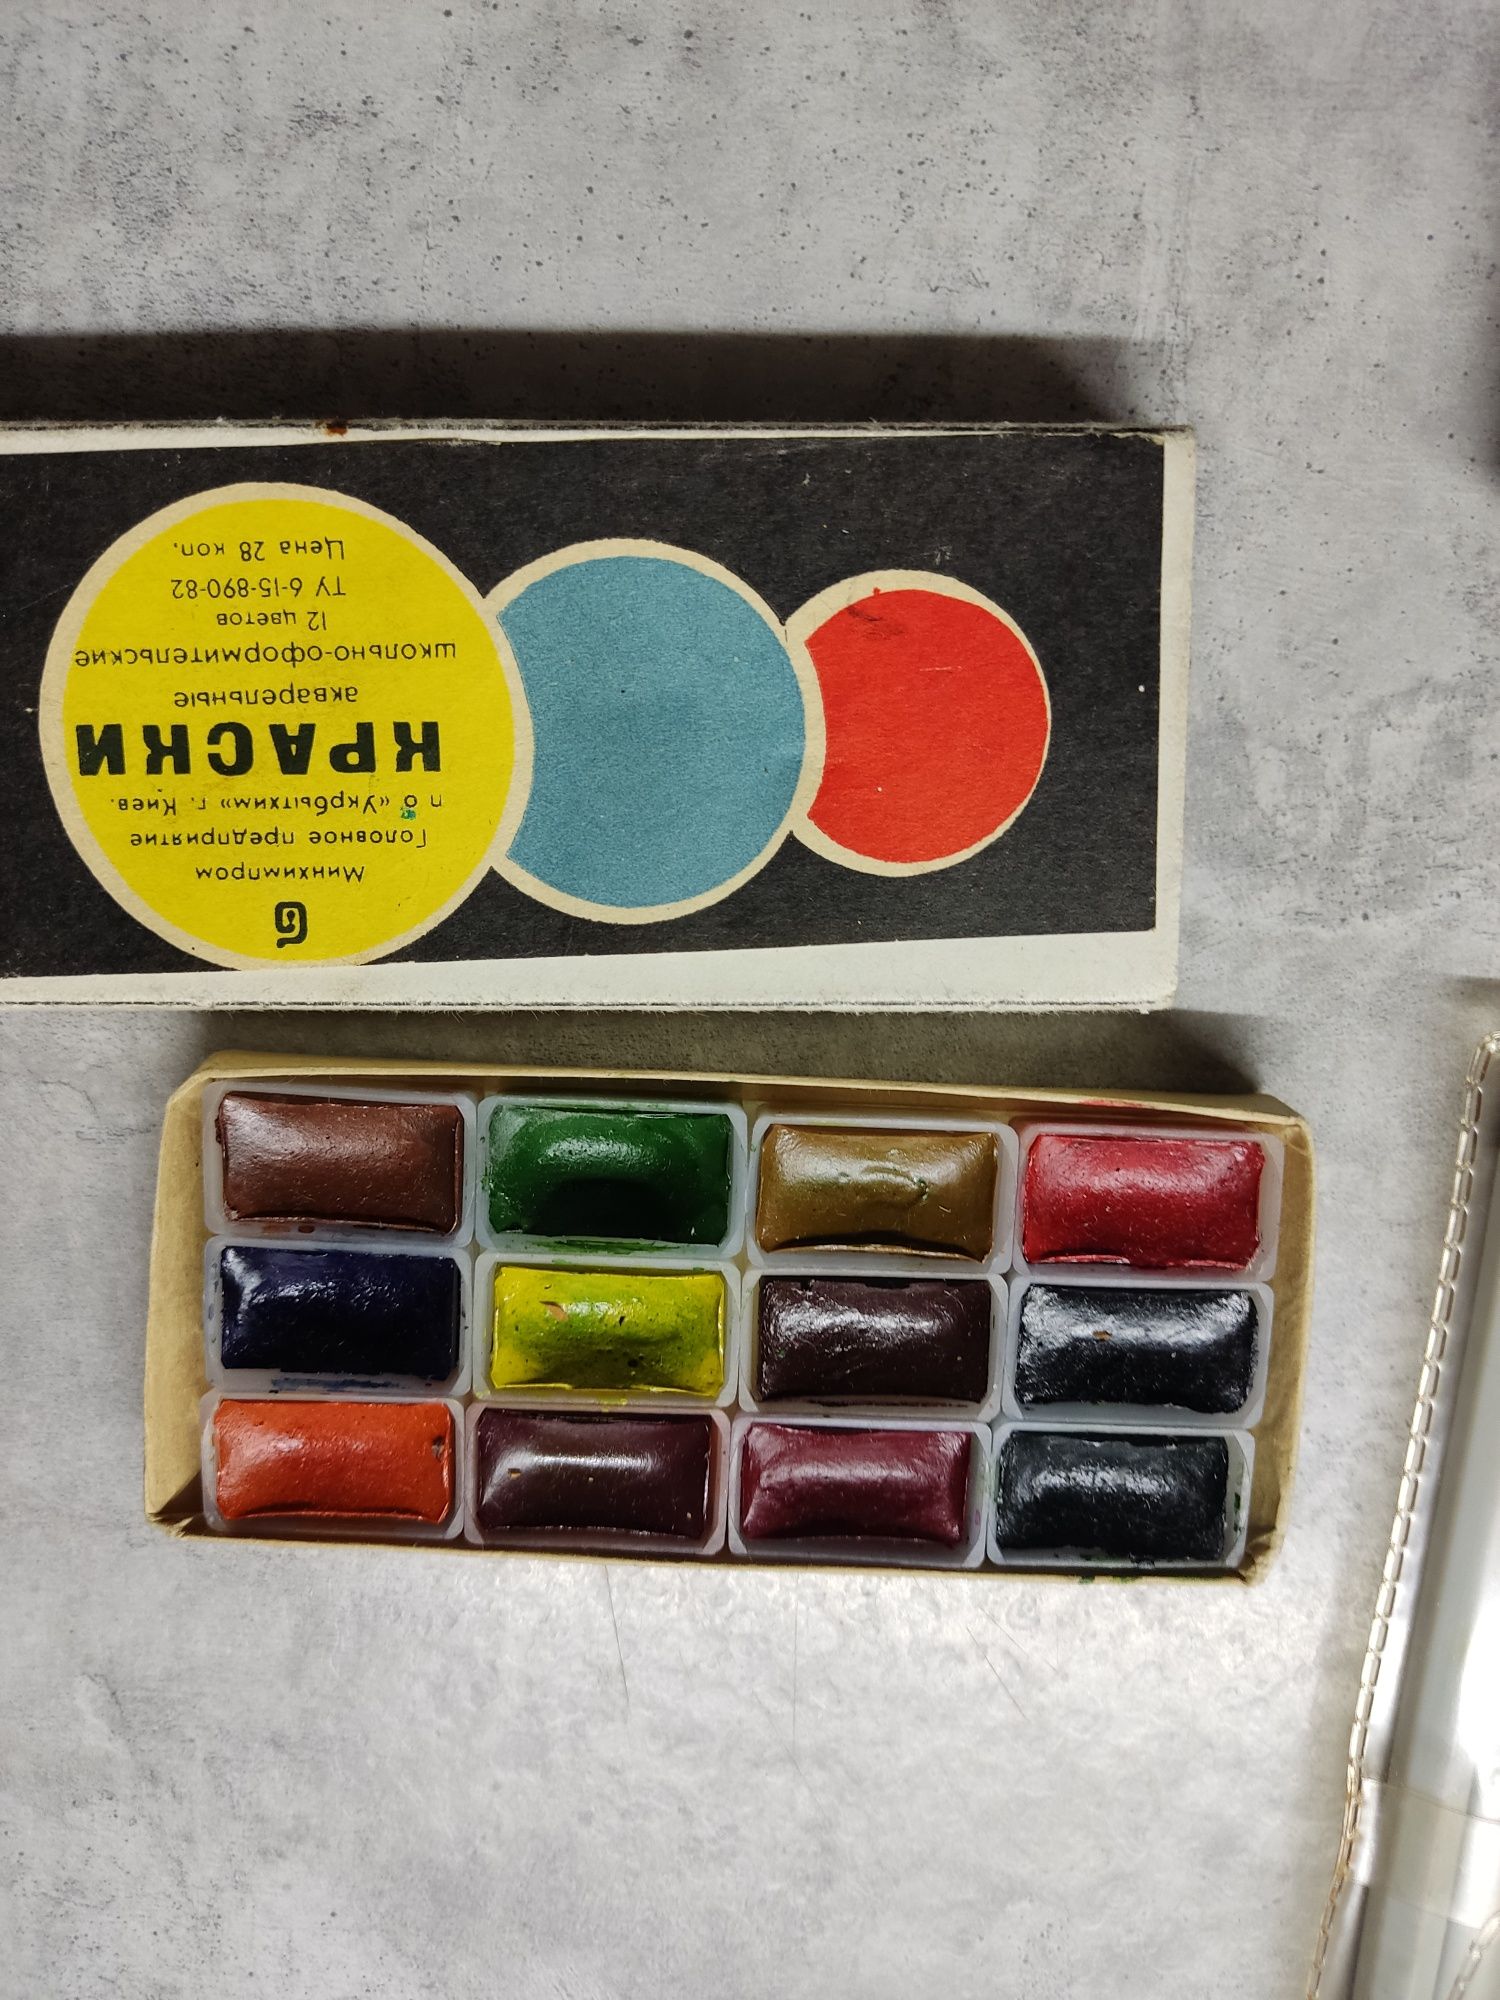 Минхимпром
Головное предприятие
п о «Укрбытхим» г. Киев.
КРАСКИ
акварельные
школьно-оформительские
12 цветов
ТУ 6-15-890-82
Цена 28 коп.